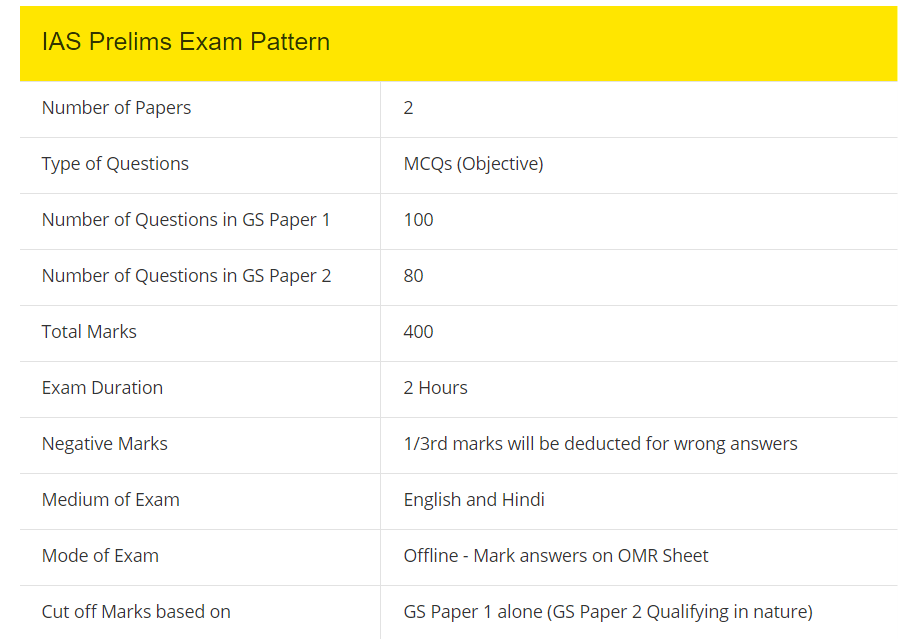 IAS Prelims Exam Pattern
Number of Papers 2
Type of Questions MCQs (Objective)
Number of Questions in GS Paper 1 100
Number of Questions in GS Paper 2 80
Total Marks 400
Exam Duration 2 Hours
Negative Marks 1/3rd marks will be deducted for wrong answers
Medium of Exam English and Hindi
Mode of Exam Offline - Mark answers on OMR Sheet
Cut off Marks based on GS Paper 1 alone (GS Paper 2 Qualifying in nature)